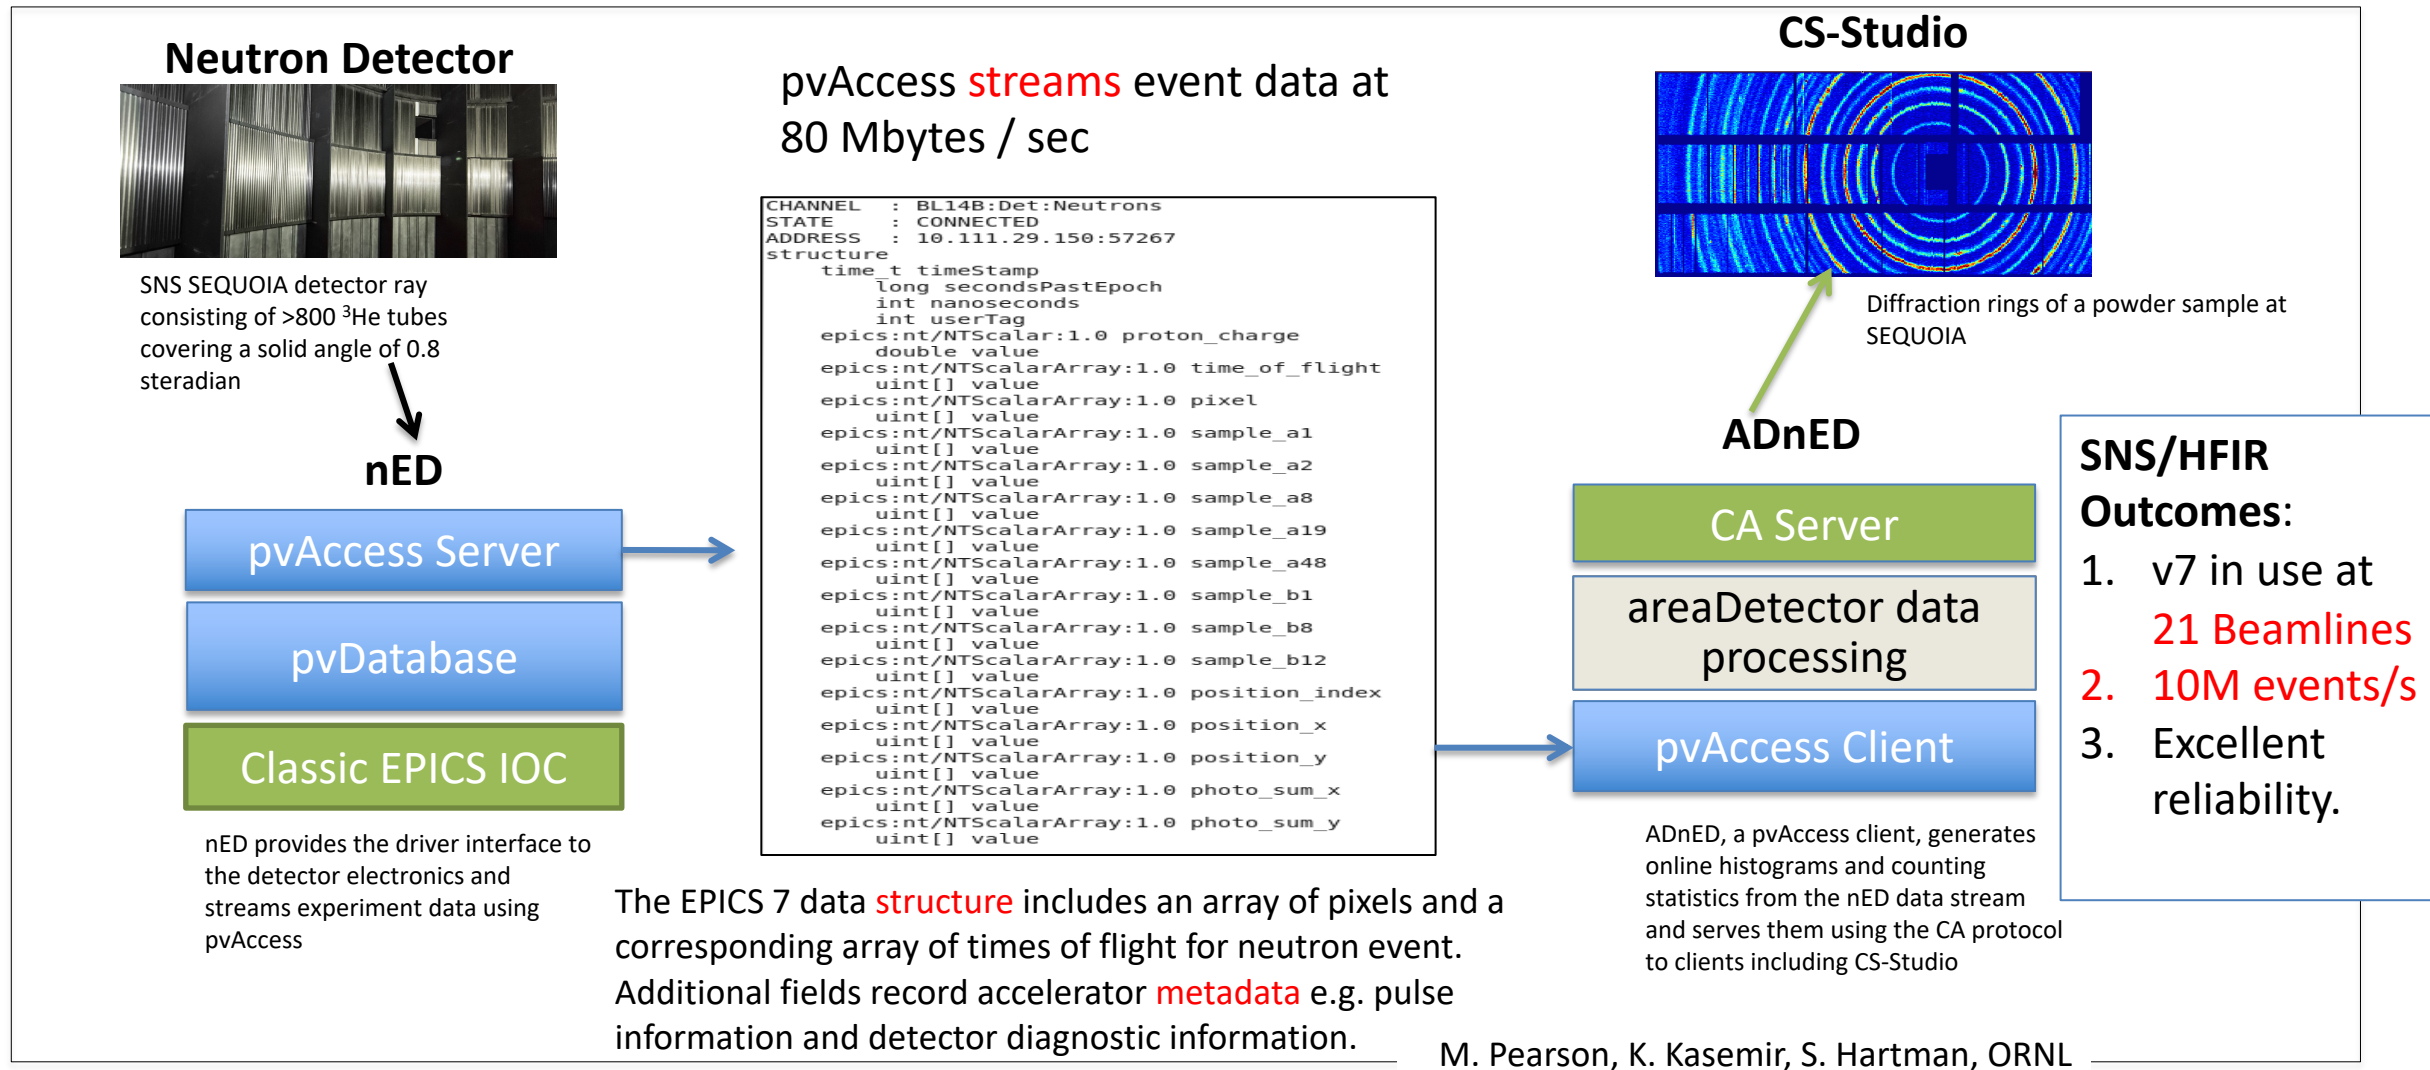 Neutron Detector
SNS SEQUOIA detector ray
consisting of >800 ³He tubes
covering a solid angle of 0.8
steradian
nED
pvAccess Server
pvDatabase
Classic EPICS IOC
nED provides the driver interface to
the detector electronics and
streams experiment data using
pvAccess
pvAccess streams event data at
80 Mbytes / sec
CHANNEL : BL14B:Det:Neutrons
STATE : CONNECTED
ADDRESS : 10.111.29.150:57267
structure
time_t timeStamp
long secondsPastEpoch
int nanoseconds
int userTag
epics:nt/NTScalar:1.0 proton_charge
double value
epics:nt/NTScalarArray:1.0 time_of_flight
uint[] value
epics:nt/NTScalarArray:1.0 pixel
uint[] value
epics:nt/NTScalarArray:1.0 sample_a1
uint[] value
epics:nt/NTScalarArray:1.0 sample_a2
uint[] value
epics:nt/NTScalarArray:1.0 sample_a8
uint[] value
epics:nt/NTScalarArray:1.0 sample_a19
uint[] value
epics:nt/NTScalarArray:1.0 sample_a48
uint[] value
epics:nt/NTScalarArray:1.0 sample_b1
uint[] value
epics:nt/NTScalarArray:1.0 sample_b8
uint[] value
epics:nt/NTScalarArray:1.0 sample_b12
uint[] value
epics:nt/NTScalarArray:1.0 position_index
uint[] value
epics:nt/NTScalarArray:1.0 position_x
uint[] value
epics:nt/NTScalarArray:1.0 position_y
uint[] value
epics:nt/NTScalarArray:1.0 photo_sum_x
uint[] value
epics:nt/NTScalarArray:1.0 photo_sum_y
uint[] value
The EPICS 7 data structure includes an array of pixels and a
corresponding array of times of flight for neutron event.
Additional fields record accelerator metadata e.g. pulse
information and detector diagnostic information.
CS-Studio
Diffraction rings of a powder sample at
SEQUOIA
ADnED
CA Server
areaDetector data
processing
pvAccess Client
ADnED, a pvAccess client, generates
online histograms and counting
statistics from the nED data stream
and serves them using the CA protocol
to clients including CS-Studio
SNS/HFIR
Outcomes:
1. v7 in use at
21 Beamlines
2. 10M events/s
3. Excellent
reliability.
M. Pearson, K. Kasemir, S. Hartman, ORNL